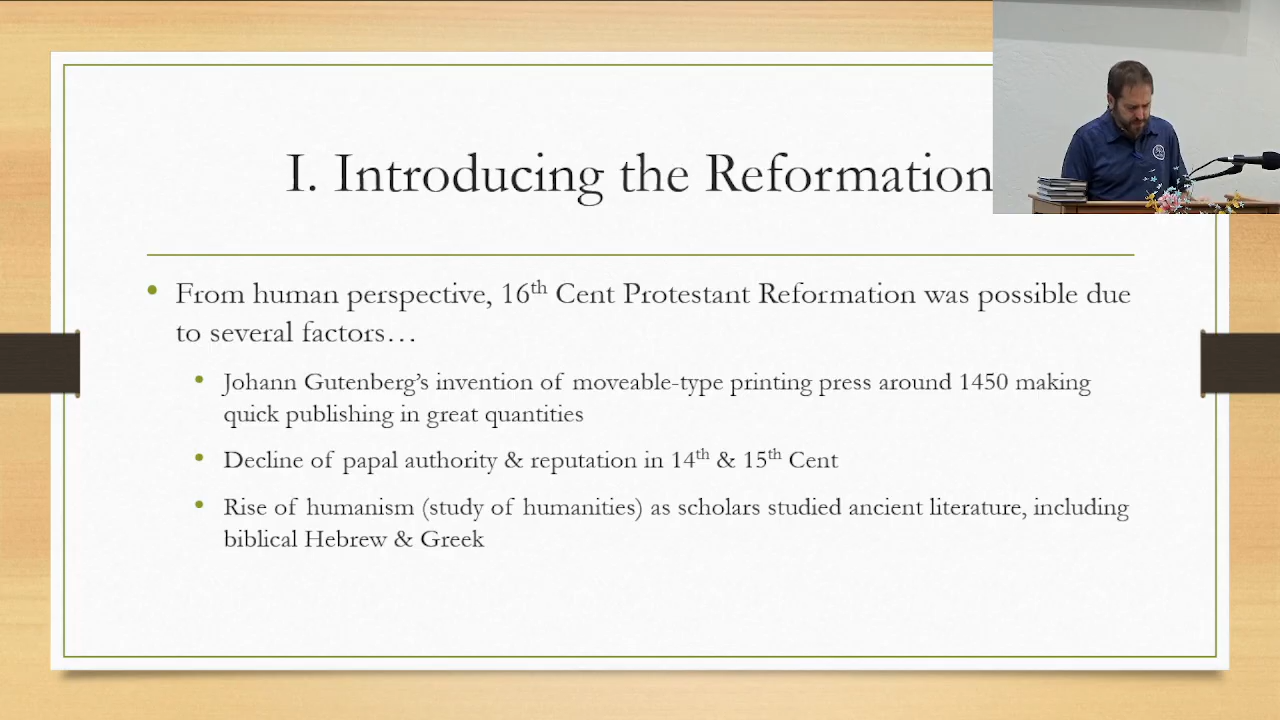 I. Introducing the Reformation
• From human perspective, 16th Cent Protestant Reformation was possible due
to several factors…
• Johann Gutenberg’s invention of moveable-type printing press around 1450 making
quick publishing in great quantities
• Decline of papal authority & reputation in 14th & 15th Cent
• Rise of humanism (study of humanities) as scholars studied ancient literature, including
biblical Hebrew & Greek